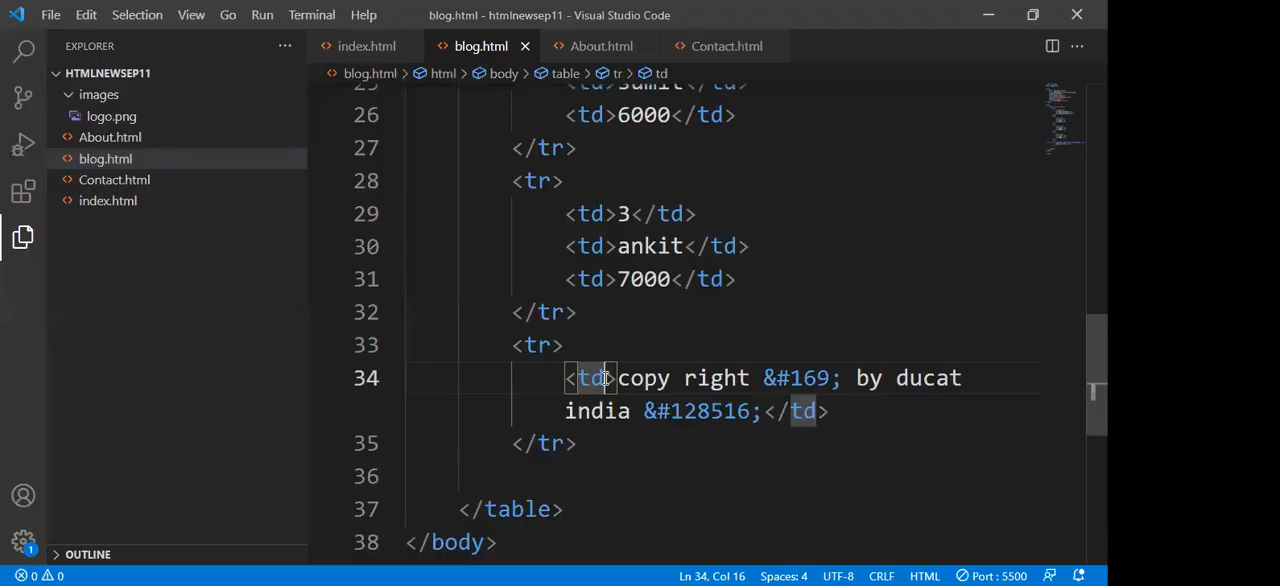 File Edit Selection View Go Run Terminal Help blog.html - htmlnewsep11 - Visual Studio Code
EXPLORER ··· index.html blog.html × About.html Contact.html ···
HTMLNEWSEP11 blog.html > html > body > table > tr > td
images
logo.png
About.html
blog.html
Contact.html
index.html
25 <td>sumit</td>
26 <td>6000</td>
27 </tr>
28 <tr>
29 <td>3</td>
30 <td>ankit</td>
31 <td>7000</td>
32 </tr>
33 <tr>
34 <td>copy right &#169; by ducat
india &#128516;</td>
35 </tr>
36
37 </table>
38 </body>
OUTLINE
1
0 0 Ln 34, Col 16 Spaces: 4 UTF-8 CRLF HTML Port : 5500